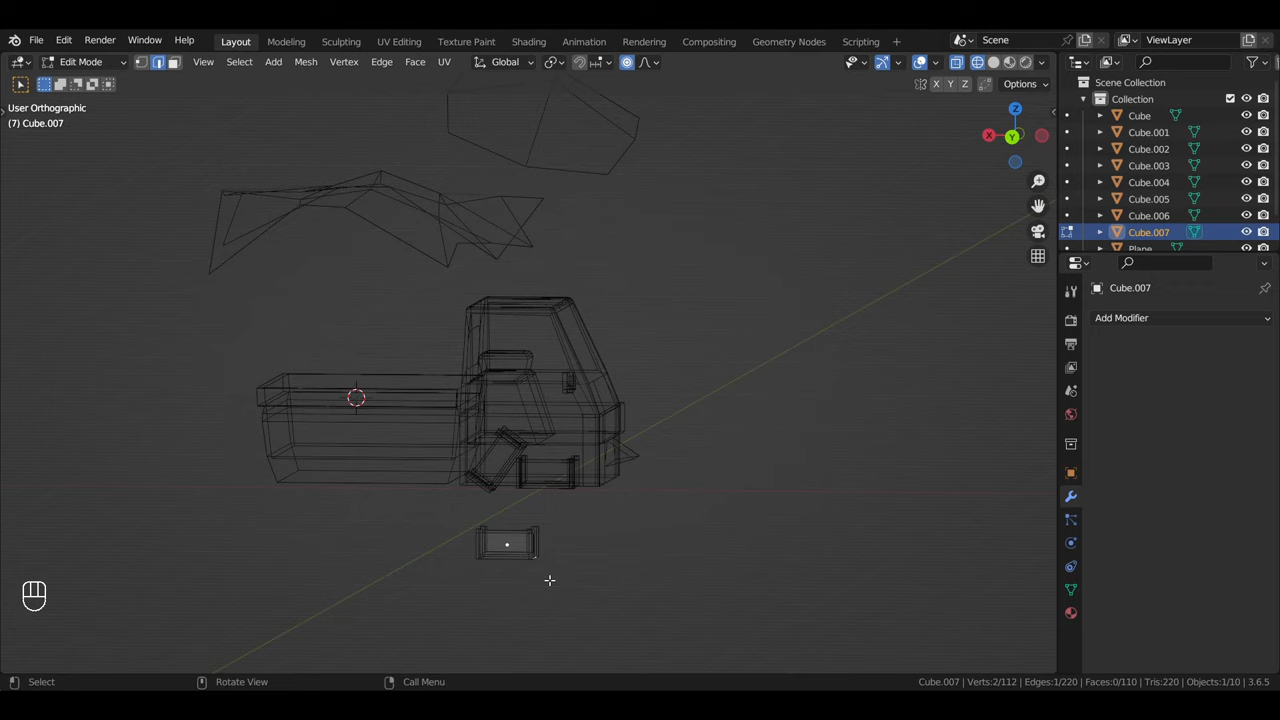 File Edit Render Window Help Layout Modeling Sculpting UV Editing Texture Paint Shading Animation Rendering Compositing Geometry Nodes Scripting + Scene ViewLayer
Edit Mode View Select Add Mesh Vertex Edge Face UV Global
X Y Z Options
User Orthographic
(7) Cube.007
Z
X
Y
Scene Collection
Collection
Cube
Cube.001
Cube.002
Cube.003
Cube.004
Cube.005
Cube.006
Cube.007
Plane
Cube.007
Add Modifier
Select Rotate View Call Menu Cube.007 | Verts:2/112 | Edges:1/220 | Faces:0/110 | Tris:220 | Objects:1/10 | 3.6.5